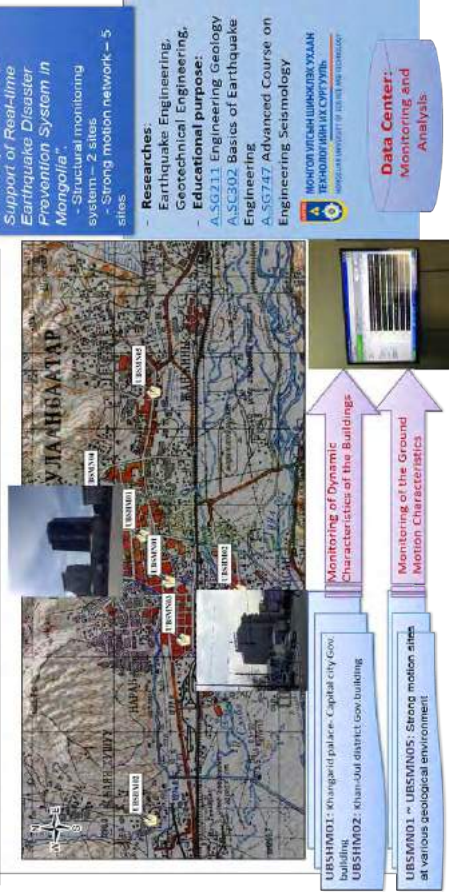 Support of Real-time
Earthquake Disaster
Prevention System in
Mongolia"
- Structural monitoring
system – 2 sites
- Strong motion network – 5
sites
- Researches:
Earthquake Engineering,
Geotechnical Engineering,
- Educational purpose:
A.SG211 Engineering Geology
A.SC302 Basics of Earthquake
Engineering
A.SG747 Advanced Course on
Engineering Seismology
МОНГОЛ УЛСЫН ШИНЖЛЭХ УХААН
ТЕХНОЛОГИЙН ИХ СУРГУУЛЬ
MONGOLIAN UNIVERSITY OF SCIENCE AND TECHNOLOGY
Data Center:
Monitoring and
Analysis
УЛААНБААТАР
UBSMN05
UBSMN04
UBSHM01
UBSMN01
UBSMN03
UBSHM02
UBSMN02
N
E
S
W
UBSHM01: Khangarid palace- Capital city Gov.
building
UBSHM02: Khan-Uul district Gov.building
Monitoring of Dynamic
Characteristics of the Buildings
UBSMN01 ~ UBSMN05: Strong motion sites
at various geological environment
Monitoring of the Ground
Motion Characteristics